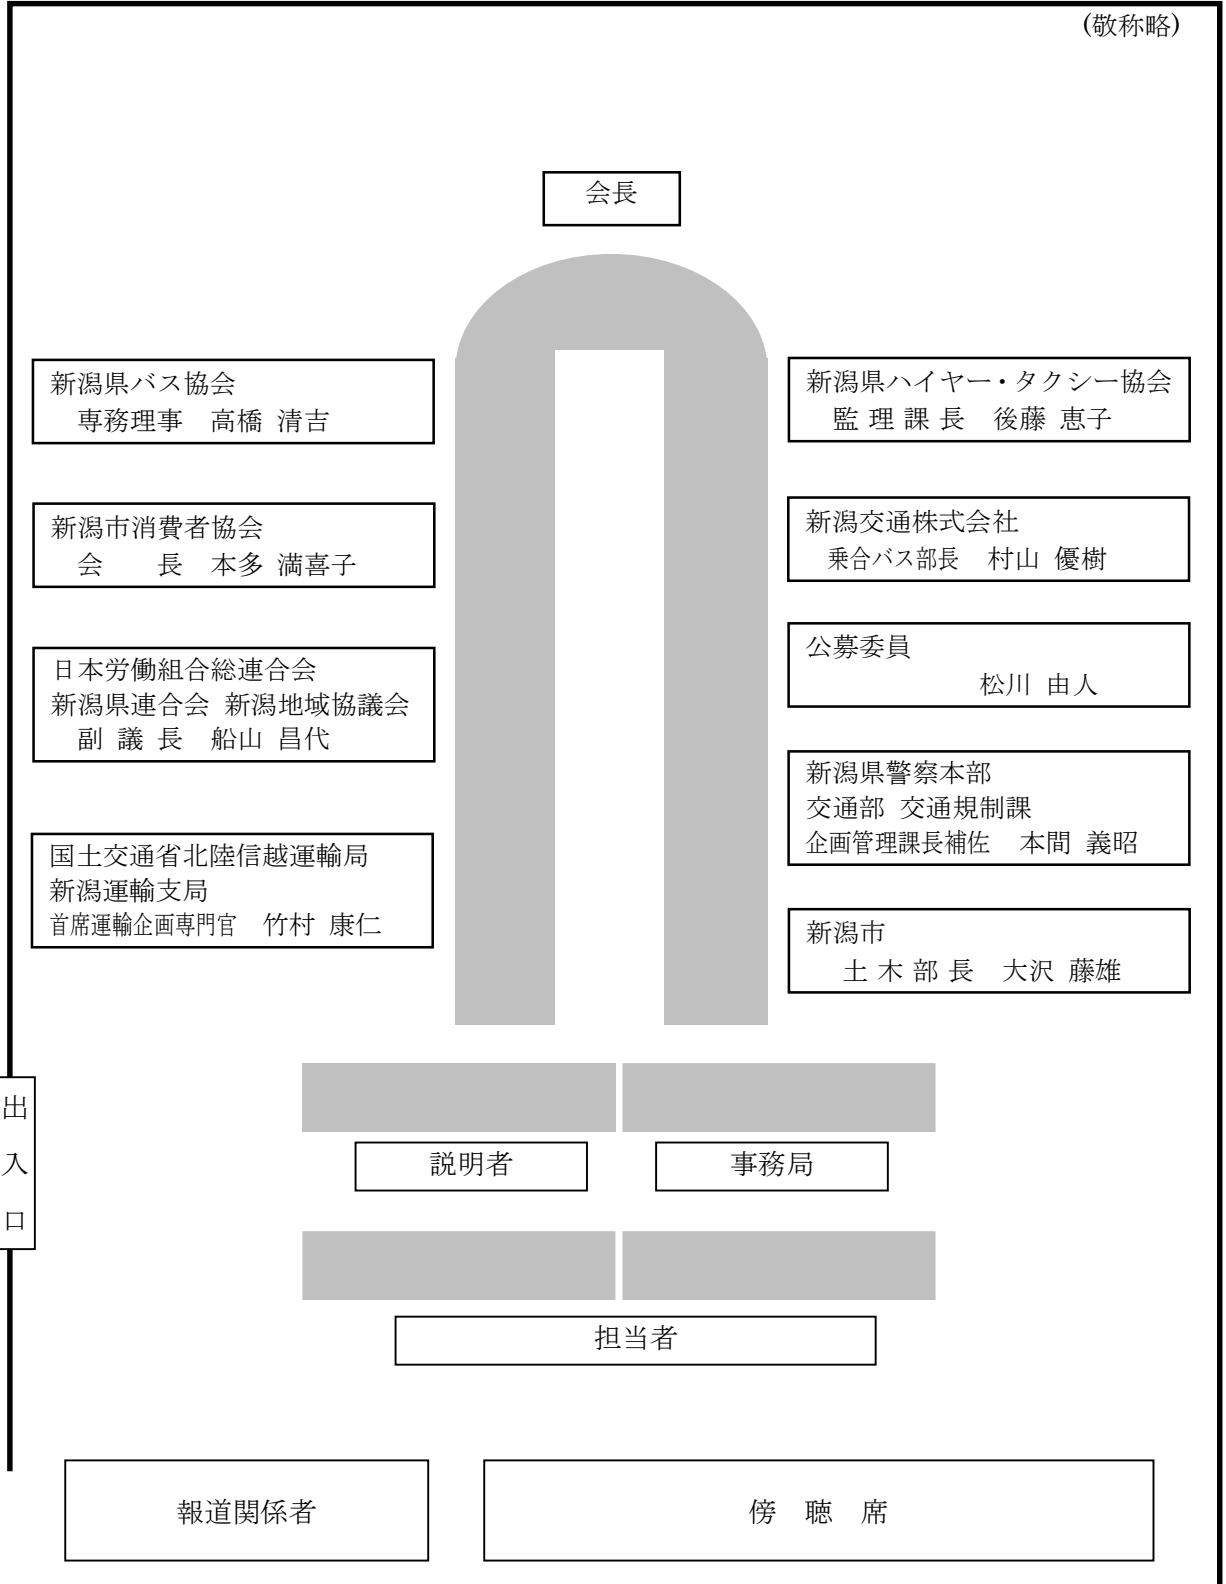 (敬称略)
会長
新潟県バス協会
専務理事 高橋 清吉
新潟市消費者協会
会 長 本多 満喜子
日本労働組合総連合会
新潟県連合会 新潟地域協議会
副 議 長 船山 昌代
国土交通省北陸信越運輸局
新潟運輸支局
首席運輸企画専門官 竹村 康仁
新潟県ハイヤー・タクシー協会
監 理 課 長 後藤 恵子
新潟交通株式会社
乗合バス部長 村山 優樹
公募委員
松川 由人
新潟県警察本部
交通部 交通規制課
企画管理課長補佐 本間 義昭
新潟市
土 木 部 長 大沢 藤雄
出入口
説明者
事務局
担当者
報道関係者
傍 聴 席